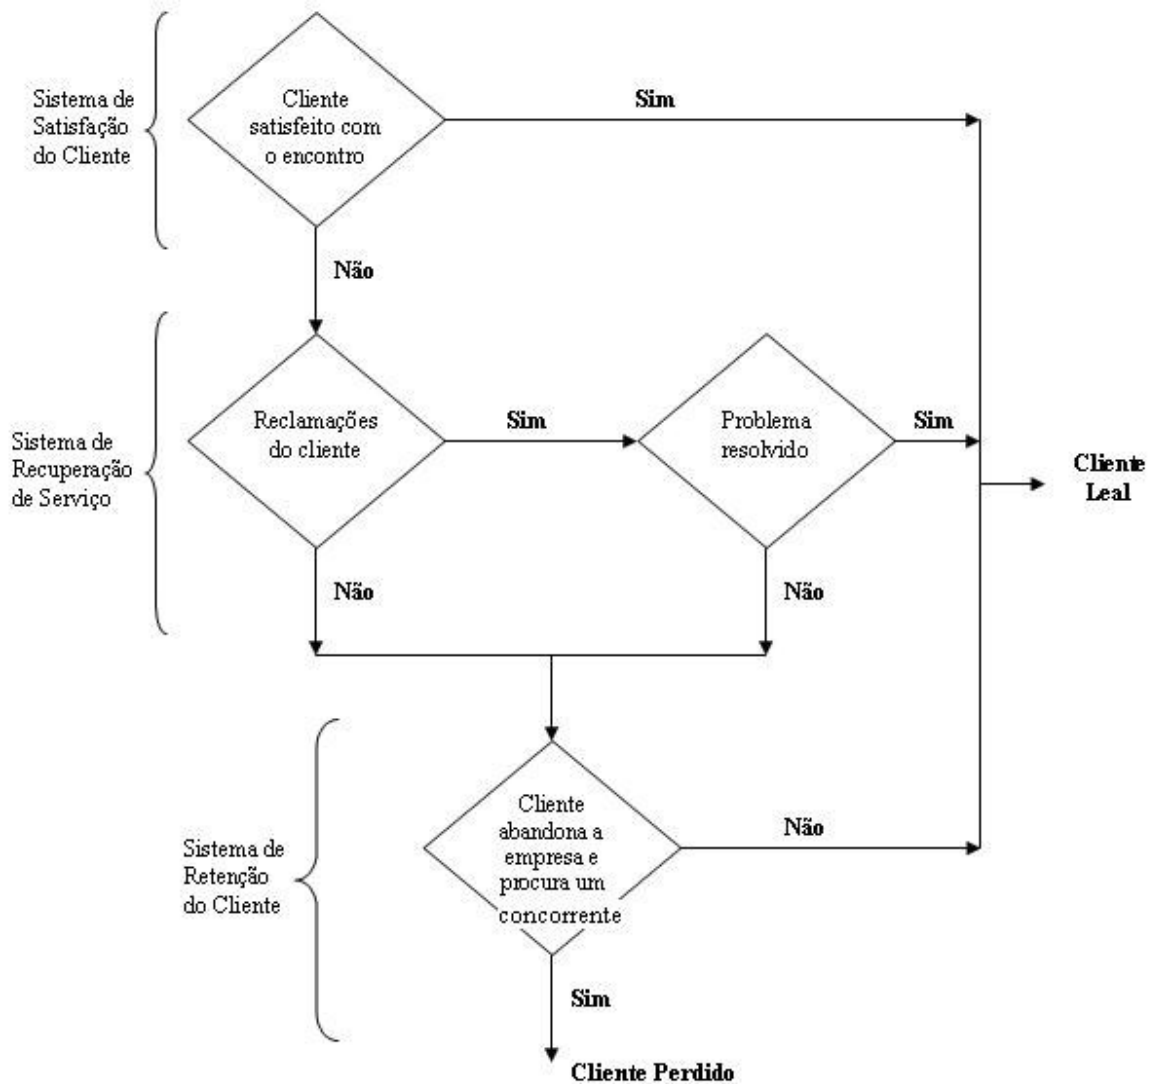 Sistema de
Satisfação
do Cliente
Cliente
satisfeito com
o encontro
Sim
Não
Sistema de
Recuperação
de Serviço
Reclamações
do cliente
Sim
Problema
resolvido
Sim
Cliente
Leal
Não
Não
Sistema de
Retenção
do Cliente
Cliente
abandona a
empresa e
procura um
concorrente
Não
Sim
Cliente Perdido